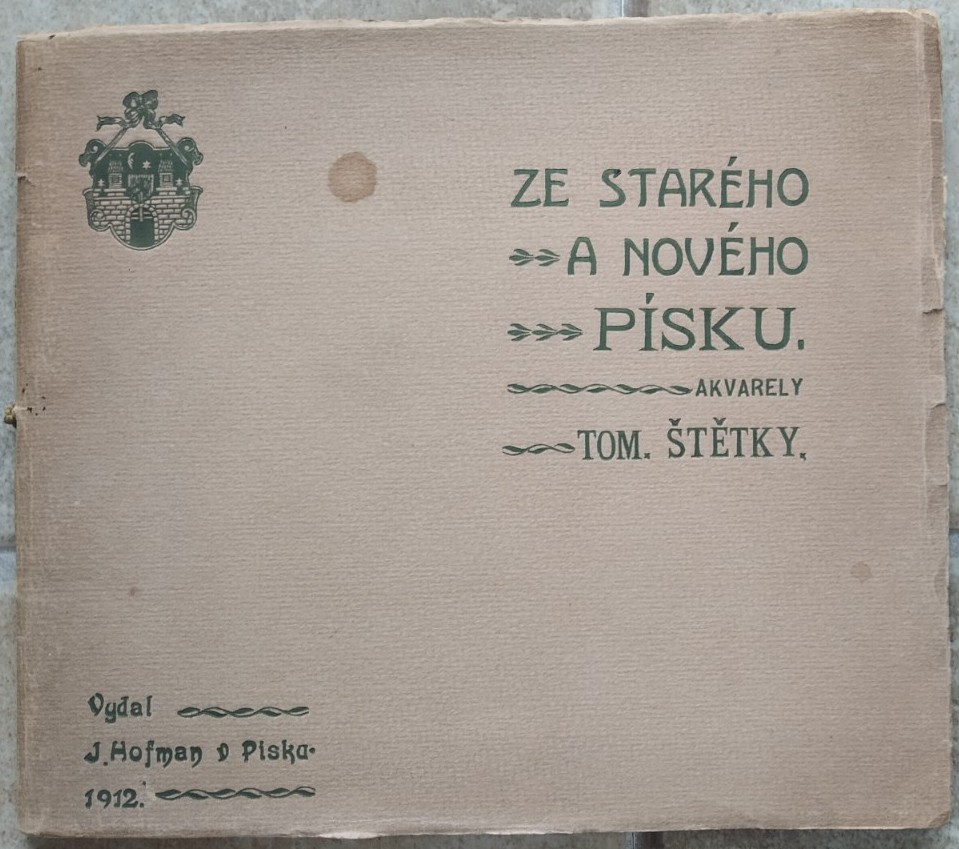 ZE STARÉHO
A NOVÉHO
PÍSKU.
AKVARELY
TOM. ŠTĚTKY.
Vydal
J. Hofman v Písku.
1912.